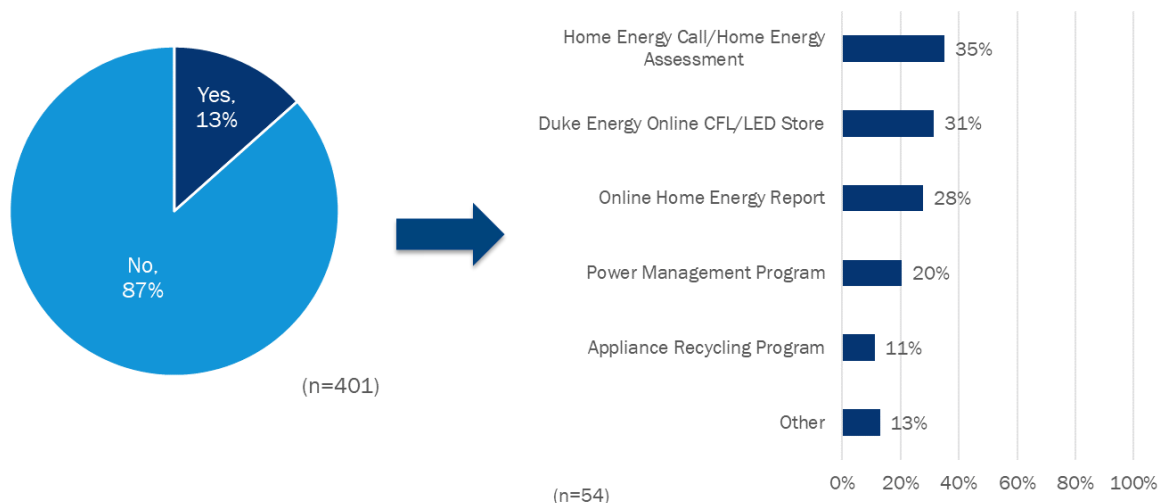 Yes,
13%
No,
87%
(n=401)
Home Energy Call/Home Energy
Assessment
35%
Duke Energy Online CFL/LED Store
31%
Online Home Energy Report
28%
Power Management Program
20%
Appliance Recycling Program
11%
Other
13%
0% 20% 40% 60% 80% 100%
(n=54)